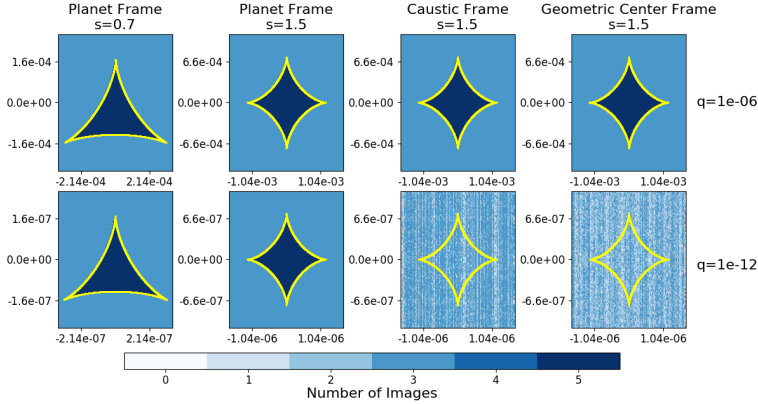 Planet Frame
s=0.7
Planet Frame
s=1.5
Caustic Frame
s=1.5
Geometric Center Frame
s=1.5
1.6e-04
0.0e+00
-1.6e-04
-2.14e-04
2.14e-04
6.6e-04
0.0e+00
-6.6e-04
-1.04e-03
1.04e-03
6.6e-04
0.0e+00
-6.6e-04
-1.04e-03
1.04e-03
6.6e-04
0.0e+00
-6.6e-04
-1.04e-03
1.04e-03
q=1e-06
1.6e-07
0.0e+00
-1.6e-07
-2.14e-07
2.14e-07
6.6e-07
0.0e+00
-6.6e-07
-1.04e-06
1.04e-06
6.6e-07
0.0e+00
-6.6e-07
-1.04e-06
1.04e-06
6.6e-07
0.0e+00
-6.6e-07
-1.04e-06
1.04e-06
q=1e-12
0 1 2 3 4 5
Number of Images